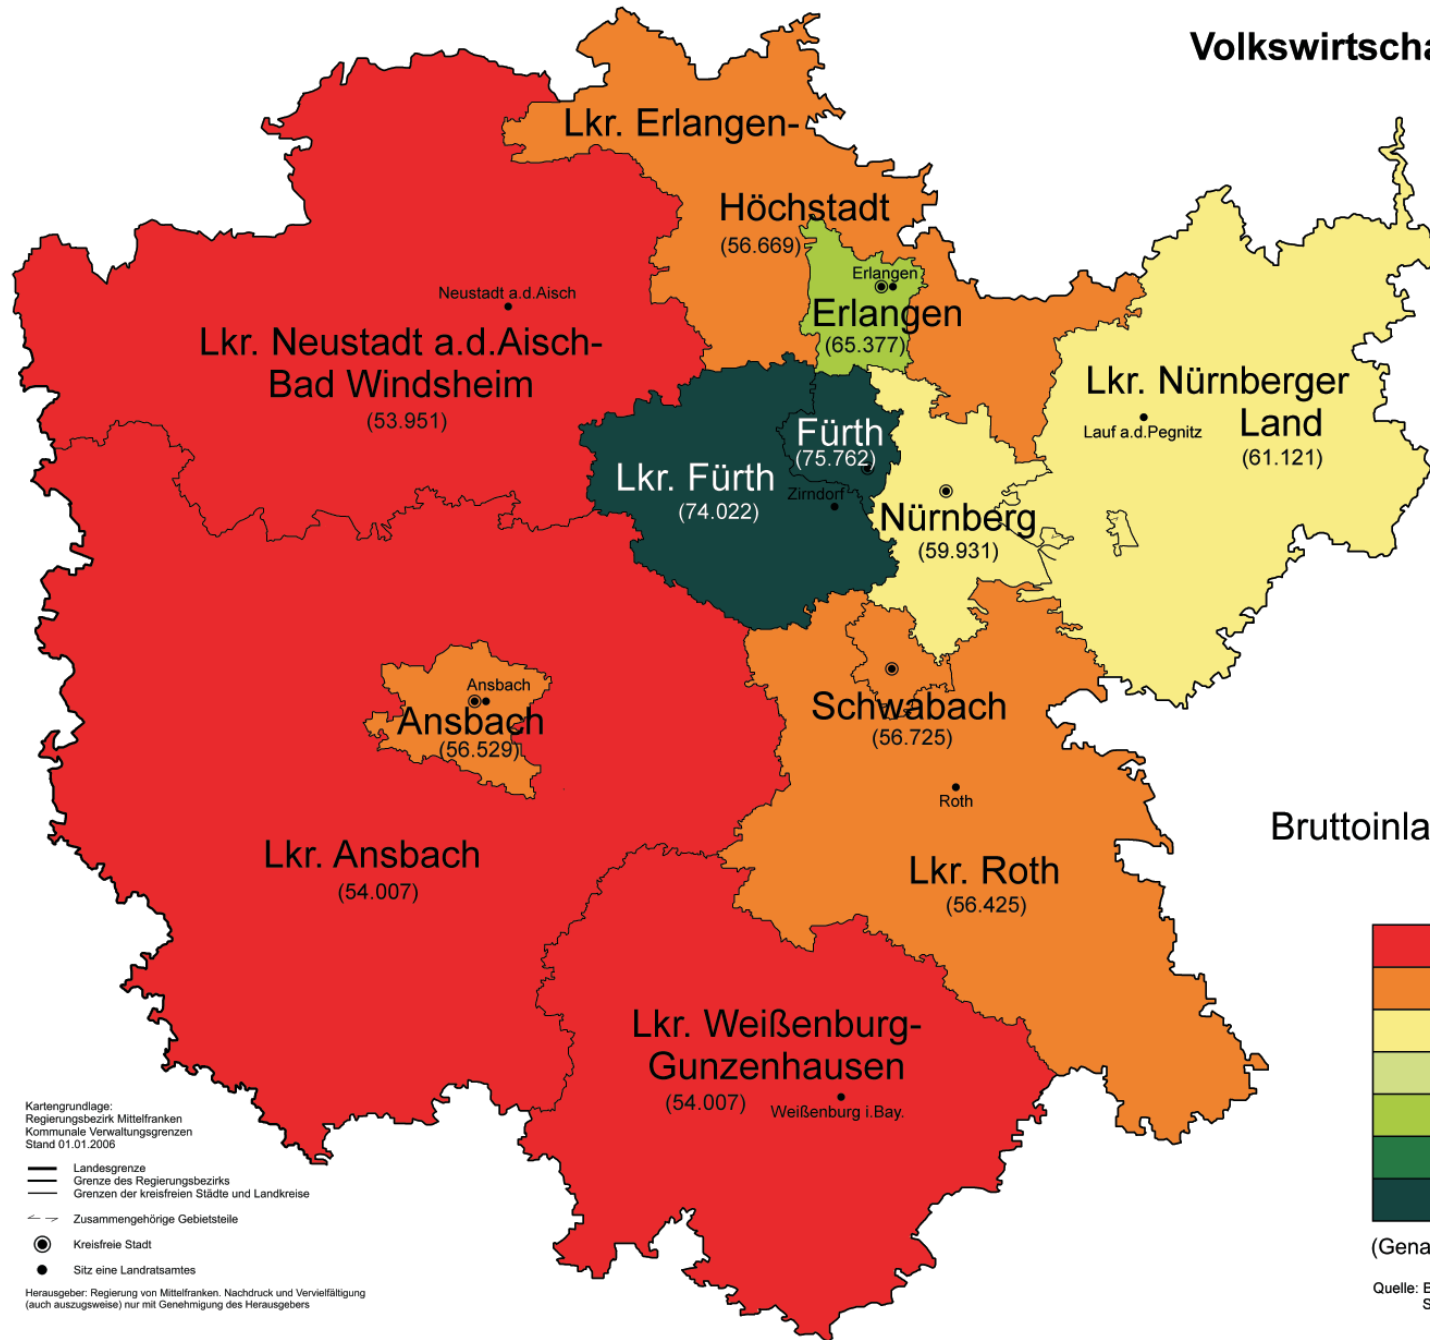 Volkswirtscha
Lkr. Erlangen-
Höchstadt
(56.669)
Erlangen
Erlangen
(65.377)
Neustadt a.d.Aisch
Lkr. Neustadt a.d.Aisch-
Bad Windsheim
(53.951)
Lkr. Nürnberger
Land
Lauf a.d.Pegnitz
(61.121)
Fürth
(75.762)
Lkr. Fürth
(74.022)
Zirndorf
Nürnberg
(59.931)
Ansbach
Ansbach
(56.529)
Schwabach
(56.725)
Roth
Lkr. Ansbach
(54.007)
Lkr. Roth
(56.425)
Bruttoinla
Lkr. Weißenburg-
Gunzenhausen
(54.007)
Weißenburg i.Bay.
Kartengrundlage:
Regierungsbezirk Mittelfranken
Kommunale Verwaltungsgrenzen
Stand 01.01.2006
Landesgrenze
Grenze des Regierungsbezirks
Grenzen der kreisfreien Städte und Landkreise
Zusammengehörige Gebietsteile
Kreisfreie Stadt
Sitz eine Landratsamtes
Herausgeber: Regierung von Mittelfranken. Nachdruck und Vervielfältigung
(auch auszugsweise) nur mit Genehmigung des Herausgebers
(Gena
Quelle: B
S